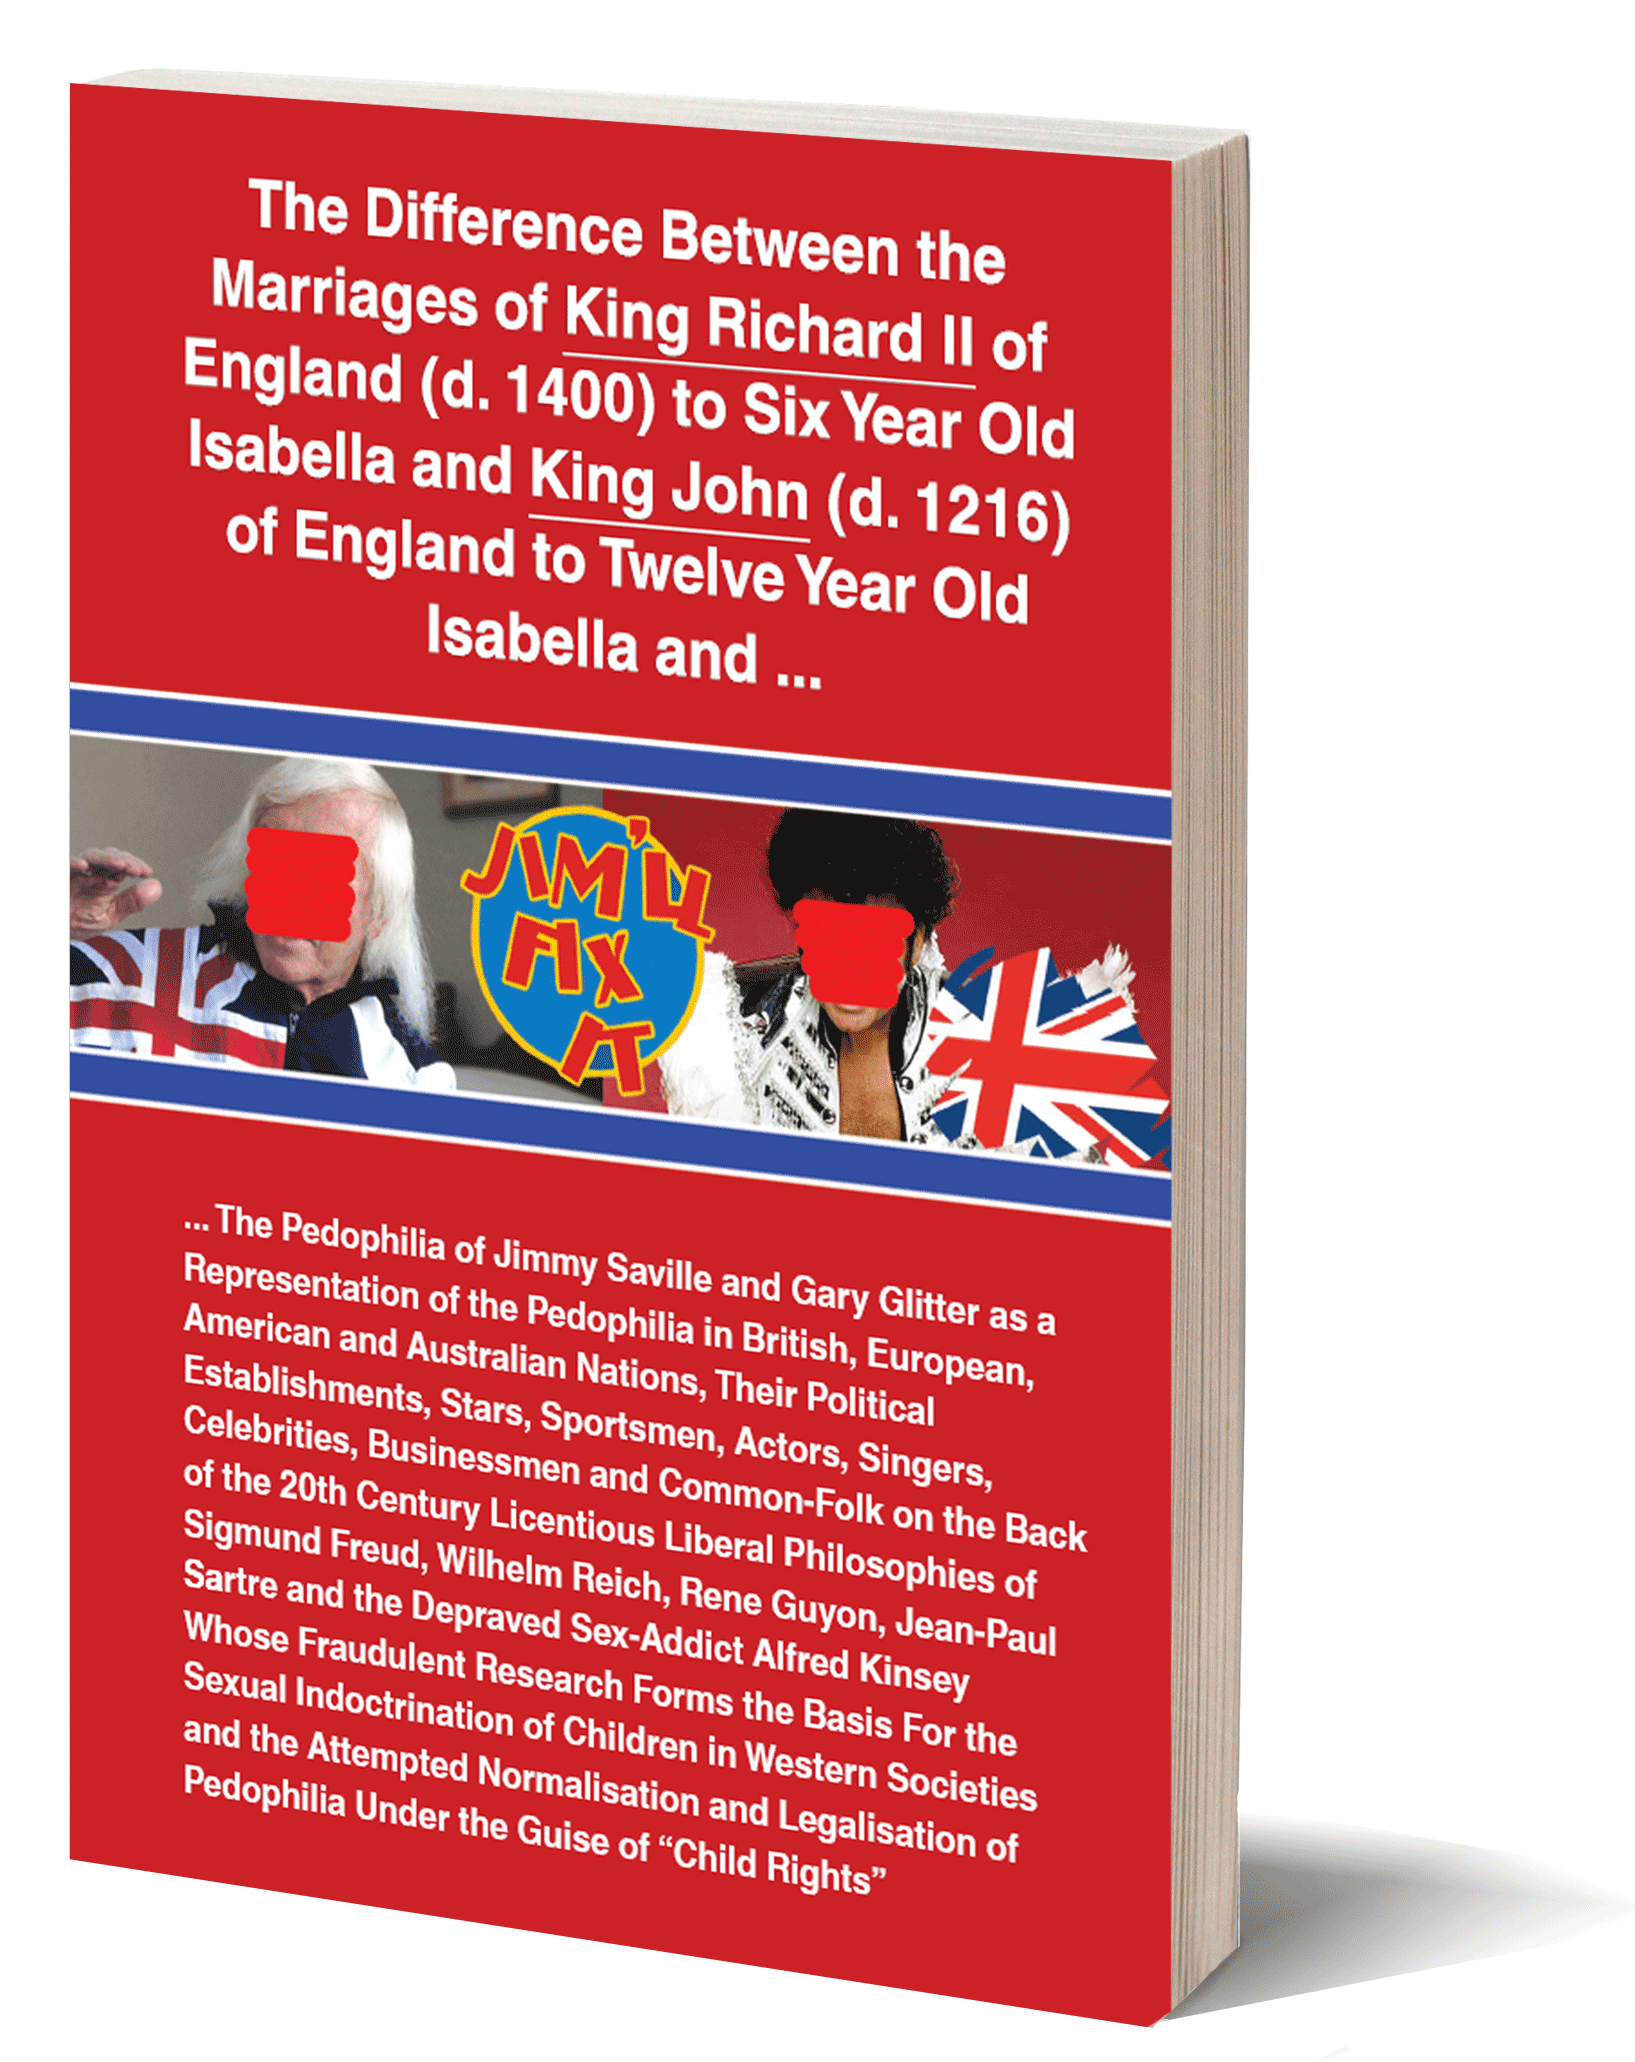 The Difference Between the
Marriages of King Richard II of
England (d. 1400) to Six Year Old
Isabella and King John (d. 1216)
of England to Twelve Year Old
Isabella and ...
JIM'LL
FIX
IT
... The Pedophilia of Jimmy Saville and Gary Glitter as a
Representation of the Pedophilia in British, European,
American and Australian Nations, Their Political
Establishments, Stars, Sportsmen, Actors, Singers,
Celebrities, Businessmen and Common-Folk on the Back
of the 20th Century Licentious Liberal Philosophies of
Sigmund Freud, Wilhelm Reich, Rene Guyon, Jean-Paul
Sartre and the Depraved Sex-Addict Alfred Kinsey
Whose Fraudulent Research Forms the Basis For the
Sexual Indoctrination of Children in Western Societies
and the Attempted Normalisation and Legalisation of
Pedophilia Under the Guise of “Child Rights”